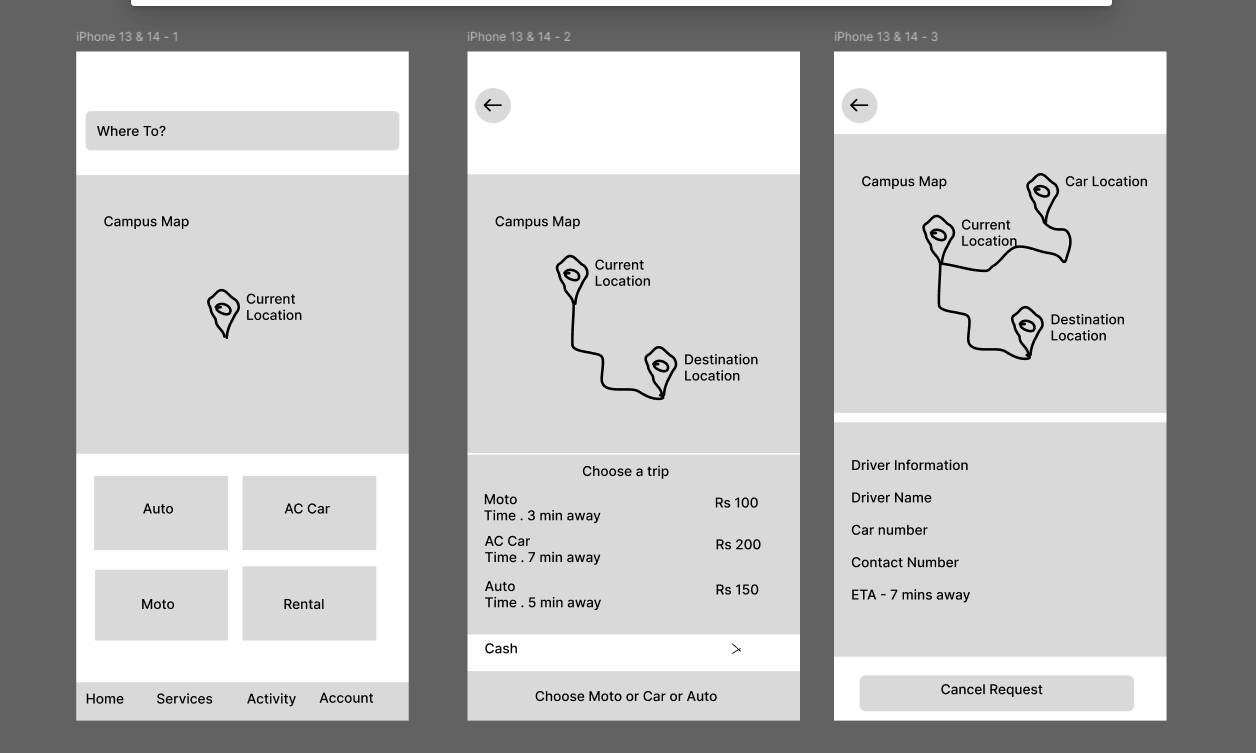 iPhone 13 & 14 - 1
Where To?
Campus Map
Current
Location
Auto
AC Car
Moto
Rental
Home Services Activity Account
iPhone 13 & 14 - 2
Campus Map
Current
Location
Destination
Location
Choose a trip
Moto Rs 100
Time . 3 min away
AC Car Rs 200
Time . 7 min away
Auto Rs 150
Time . 5 min away
Cash
Choose Moto or Car or Auto
iPhone 13 & 14 - 3
Campus Map
Car Location
Current
Location
Destination
Location
Driver Information
Driver Name
Car number
Contact Number
ETA - 7 mins away
Cancel Request